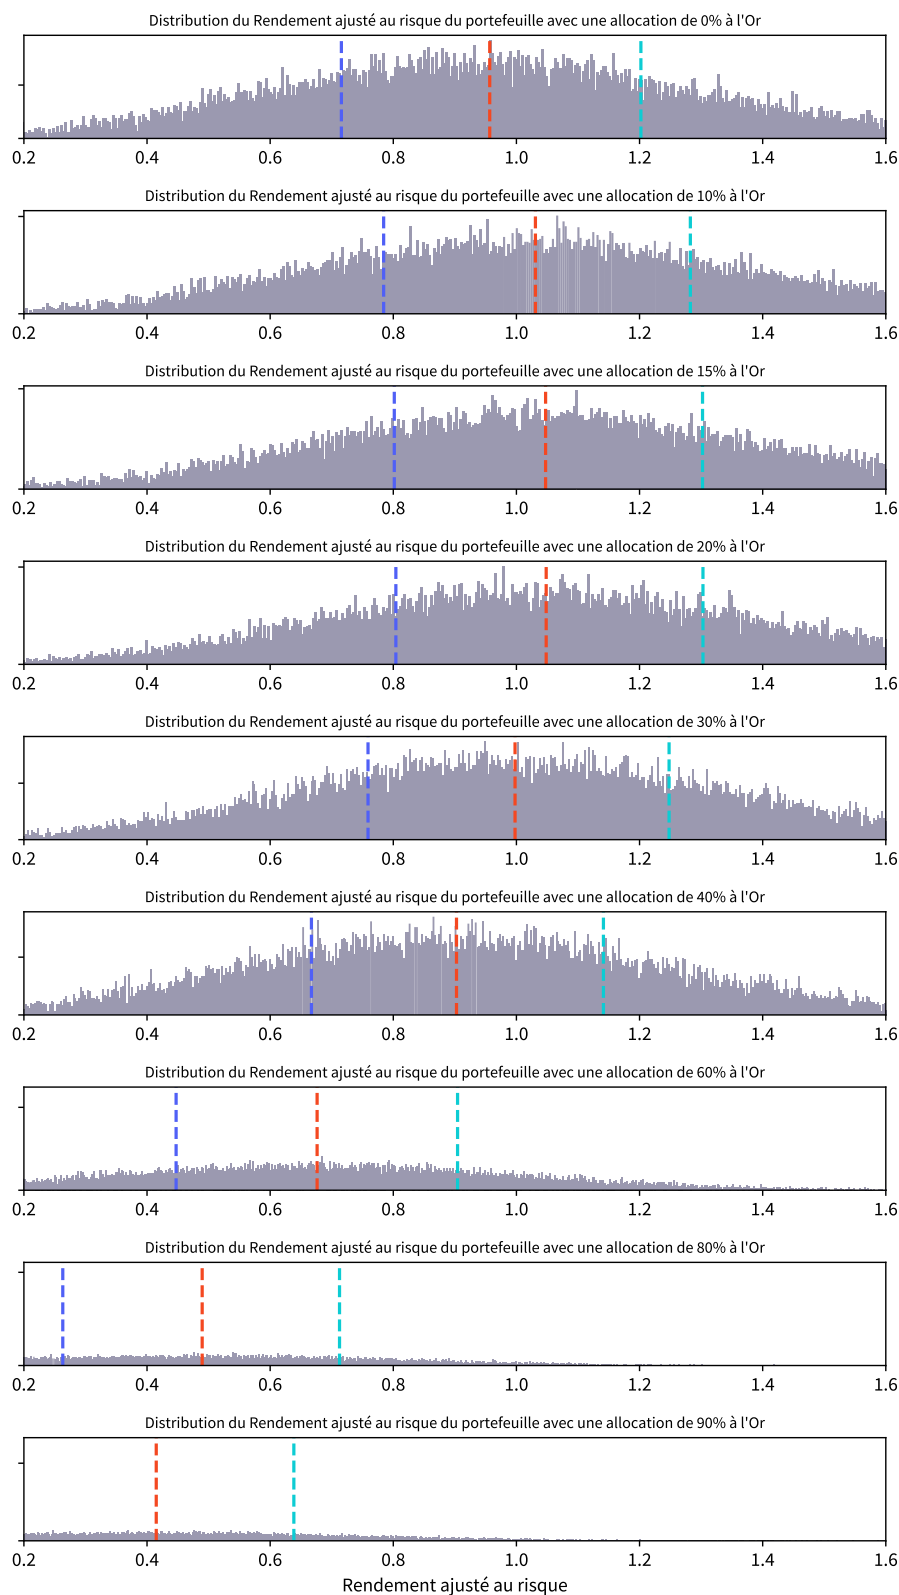 Distribution du Rendement ajusté au risque du portefeuille avec une allocation de 0% à l'Or
0.2 0.4 0.6 0.8 1.0 1.2 1.4 1.6
Distribution du Rendement ajusté au risque du portefeuille avec une allocation de 10% à l'Or
0.2 0.4 0.6 0.8 1.0 1.2 1.4 1.6
Distribution du Rendement ajusté au risque du portefeuille avec une allocation de 15% à l'Or
0.2 0.4 0.6 0.8 1.0 1.2 1.4 1.6
Distribution du Rendement ajusté au risque du portefeuille avec une allocation de 20% à l'Or
0.2 0.4 0.6 0.8 1.0 1.2 1.4 1.6
Distribution du Rendement ajusté au risque du portefeuille avec une allocation de 30% à l'Or
0.2 0.4 0.6 0.8 1.0 1.2 1.4 1.6
Distribution du Rendement ajusté au risque du portefeuille avec une allocation de 40% à l'Or
0.2 0.4 0.6 0.8 1.0 1.2 1.4 1.6
Distribution du Rendement ajusté au risque du portefeuille avec une allocation de 60% à l'Or
0.2 0.4 0.6 0.8 1.0 1.2 1.4 1.6
Distribution du Rendement ajusté au risque du portefeuille avec une allocation de 80% à l'Or
0.2 0.4 0.6 0.8 1.0 1.2 1.4 1.6
Distribution du Rendement ajusté au risque du portefeuille avec une allocation de 90% à l'Or
0.2 0.4 0.6 0.8 1.0 1.2 1.4 1.6
Rendement ajusté au risque